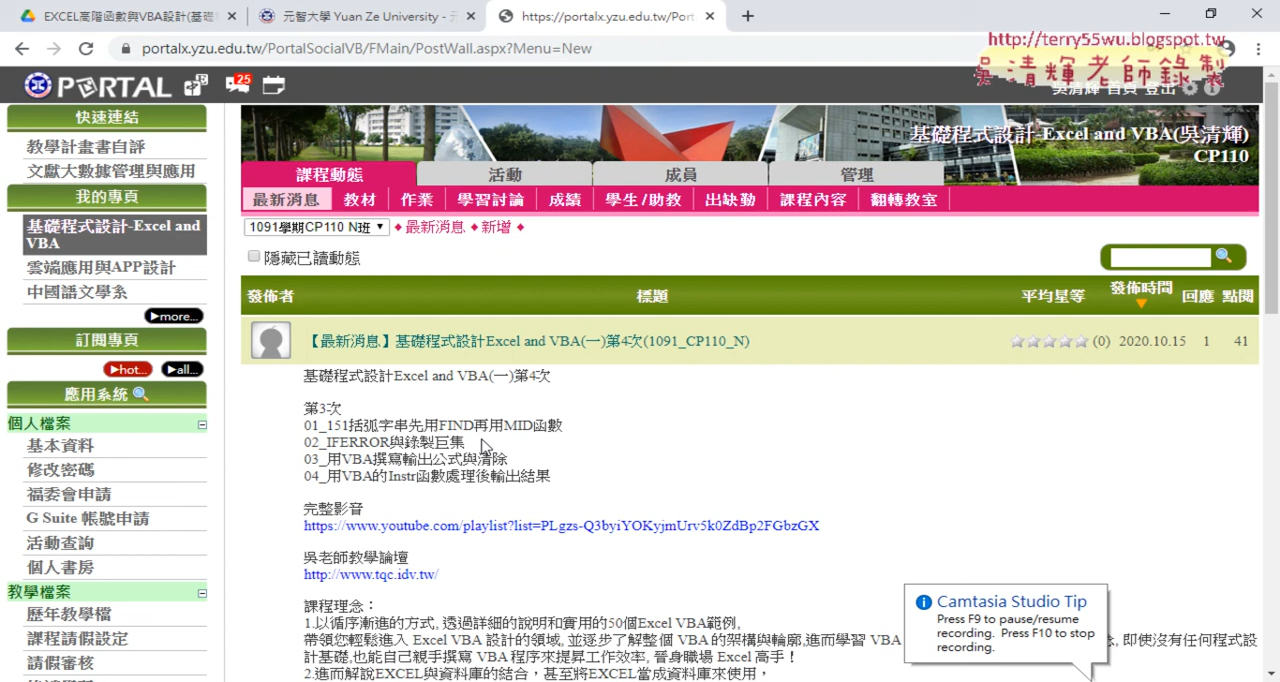 EXCEL高階函數與VBA設計(基礎
元智大學 Yuan Ze University - 元
https://portalx.yzu.edu.tw/Port
portalx.yzu.edu.tw/PortalSocialVB/FMain/PostWall.aspx?Menu=New
http://terry55wu.blogspot.tw
吳清輝老師錄製
PORTAL
25
吳清輝 首頁 登出
快速連結
教學計畫書自評
文獻大數據管理與應用
我的專頁
基礎程式設計-Excel and
VBA
雲端應用與APP設計
中國語文學系
more...
訂閱專頁
hot...
all...
應用系統
個人檔案
基本資料
修改密碼
福委會申請
G Suite 帳號申請
活動查詢
個人書房
教學檔案
歷年教學檔
課程請假設定
請假審核
基礎程式設計-Excel and VBA(吳清輝)
CP110
課程動態
活動
成員
管理
最新消息
教材
作業
學習討論
成績
學生/助教
出缺勤
課程內容
翻轉教室
1091學期CP110 N班
最新消息
新增
隱藏已讀動態
發佈者
標題
平均星等
發佈時間
回應
點閱
【最新消息】基礎程式設計Excel and VBA(一)第4次(1091_CP110_N)
(0)
2020.10.15
1
41
基礎程式設計Excel and VBA(一)第4次
第3次
01_151括弧字串先用FIND再用MID函數
02_IFERROR與錄製巨集
03_用VBA撰寫輸出公式與清除
04_用VBA的Instr函數處理後輸出結果
完整影音
https://www.youtube.com/playlist?list=PLgzs-Q3byiYOKyjmUrv5k0ZdBp2FGbzGX
吳老師教學論壇
http://www.tqc.idv.tw/
課程理念：
1.以循序漸進的方式, 透過詳細的說明和實用的50個Excel VBA範例,
帶領您輕鬆進入 Excel VBA 設計的領域, 並逐步了解整個 VBA 的架構與輪廓,進而學習 VBA
, 即使沒有任何程式設
計基礎,也能自己親手撰寫 VBA 程序來提昇工作效率, 晉身職場 Excel 高手！
2.進而解說EXCEL與資料庫的結合，甚至將EXCEL當成資料庫來使用，
Camtasia Studio Tip
Press F9 to pause/resume
recording. Press F10 to stop
recording.